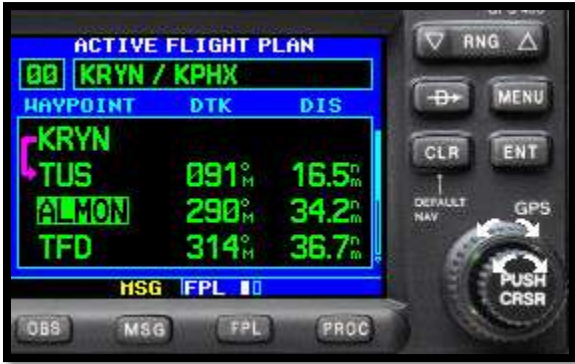 ACTIVE FLIGHT PLAN
00 KRYN / KPHX
WAYPOINT DTK DIS
KRYN
TUS 091°M 16.5nm
ALMON 290°M 34.2nm
TFD 314°M 36.7nm
MSG FPL
RNG
MENU
CLR ENT
DEFAULT
NAV
GPS
PUSH
CRSR
OBS MSG FPL PROC